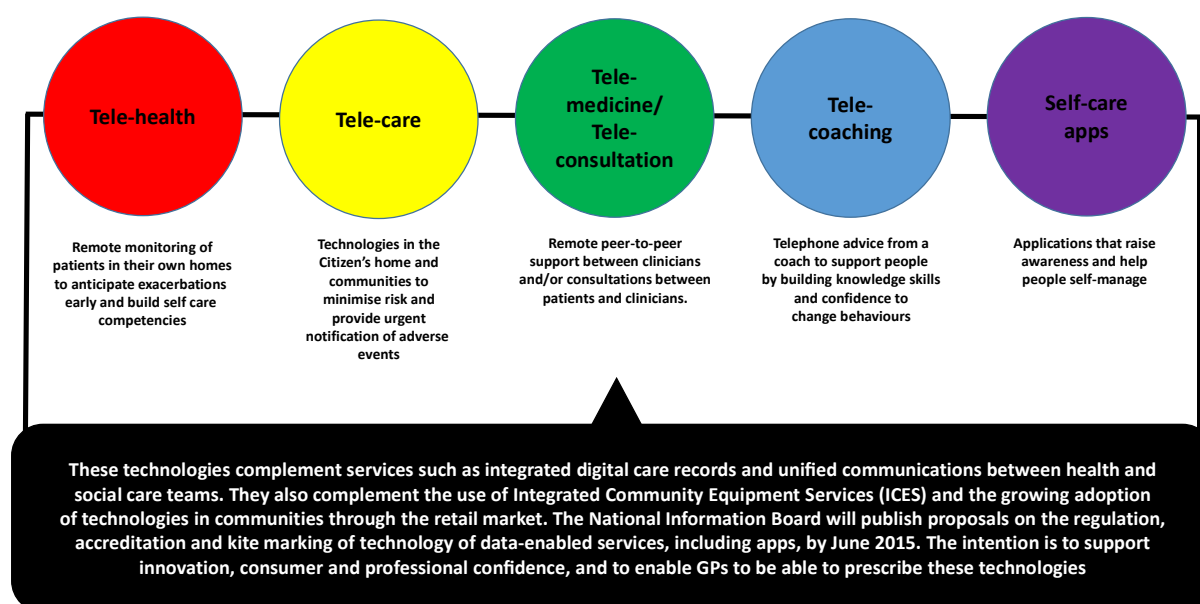 Tele-health
Tele-care
Tele-
medicine/
Tele-
consultation
Tele-
coaching
Self-care
apps
Remote monitoring of
patients in their own homes
to anticipate exacerbations
early and build self care
competencies
Technologies in the
Citizen's home and
communities to
minimise risk and
provide urgent
notification of adverse
events
Remote peer-to-peer
support between clinicians
and/or consultations between
patients and clinicians.
Telephone advice from a
coach to support people
by building knowledge skills
and confidence to
change behaviours
Applications that raise
awareness and help
people self-manage
These technologies complement services such as integrated digital care records and unified communications between health and
social care teams. They also complement the use of Integrated Community Equipment Services (ICES) and the growing adoption
of technologies in communities through the retail market. The National Information Board will publish proposals on the regulation,
accreditation and kite marking of technology of data-enabled services, including apps, by June 2015. The intention is to support
innovation, consumer and professional confidence, and to enable GPs to be able to prescribe these technologies